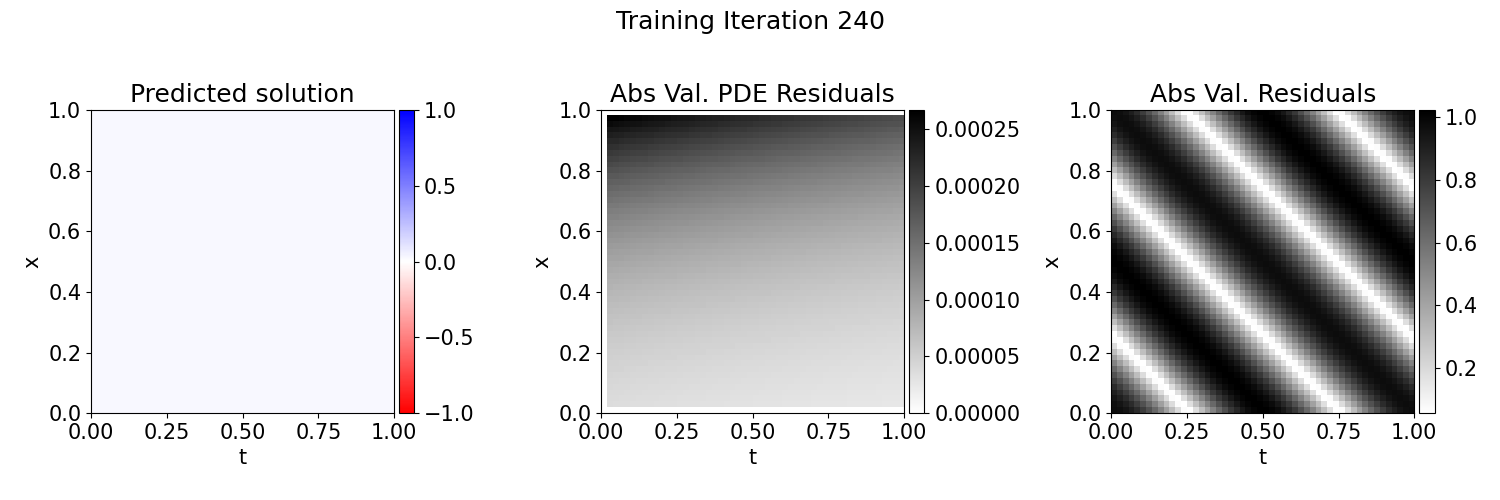 Training Iteration 240
Predicted solution
1.0
0.8
0.6
0.4
0.2
0.0
x
0.00 0.25 0.50 0.75 1.00
t
1.0
0.5
0.0
−0.5
−1.0
Abs Val. PDE Residuals
1.0
0.8
0.6
0.4
0.2
0.0
x
0.00 0.25 0.50 0.75 1.00
t
0.00025
0.00020
0.00015
0.00010
0.00005
0.00000
Abs Val. Residuals
1.0
0.8
0.6
0.4
0.2
0.0
x
0.00 0.25 0.50 0.75 1.00
t
1.0
0.8
0.6
0.4
0.2